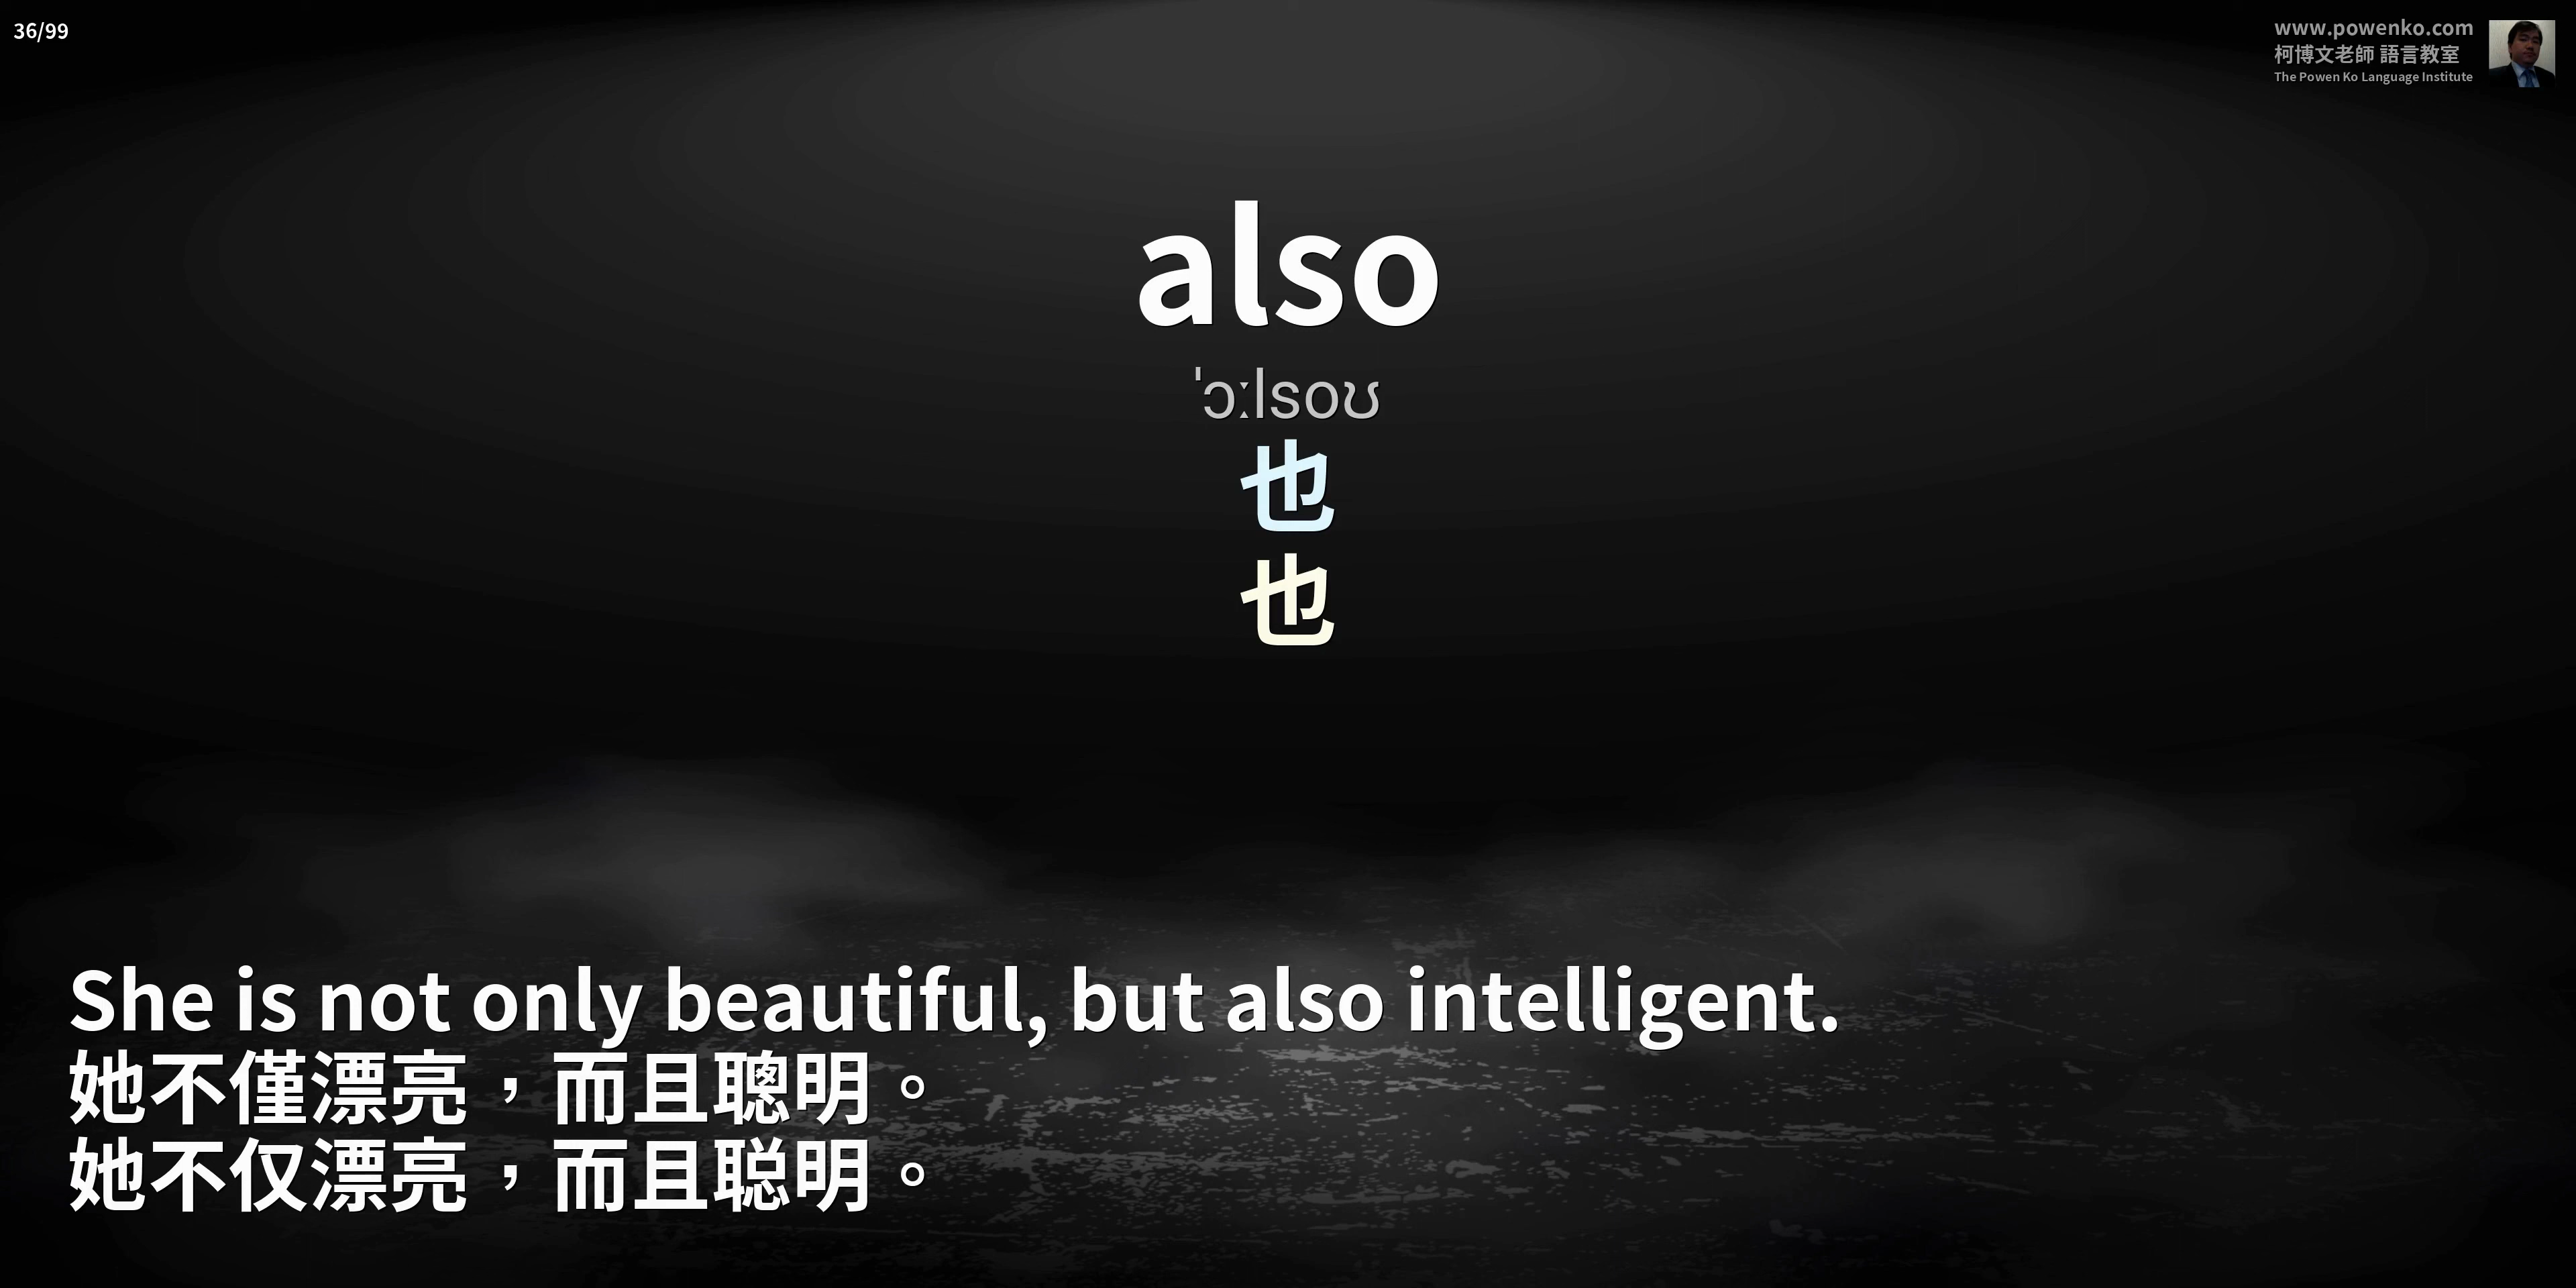 36/99
www.powenko.com
柯博文老師 語言教室
The Powen Ko Language Institute
also
ˈɔːlsoʊ
也
也
She is not only beautiful, but also intelligent.
她不僅漂亮，而且聰明。
她不仅漂亮，而且聪明。